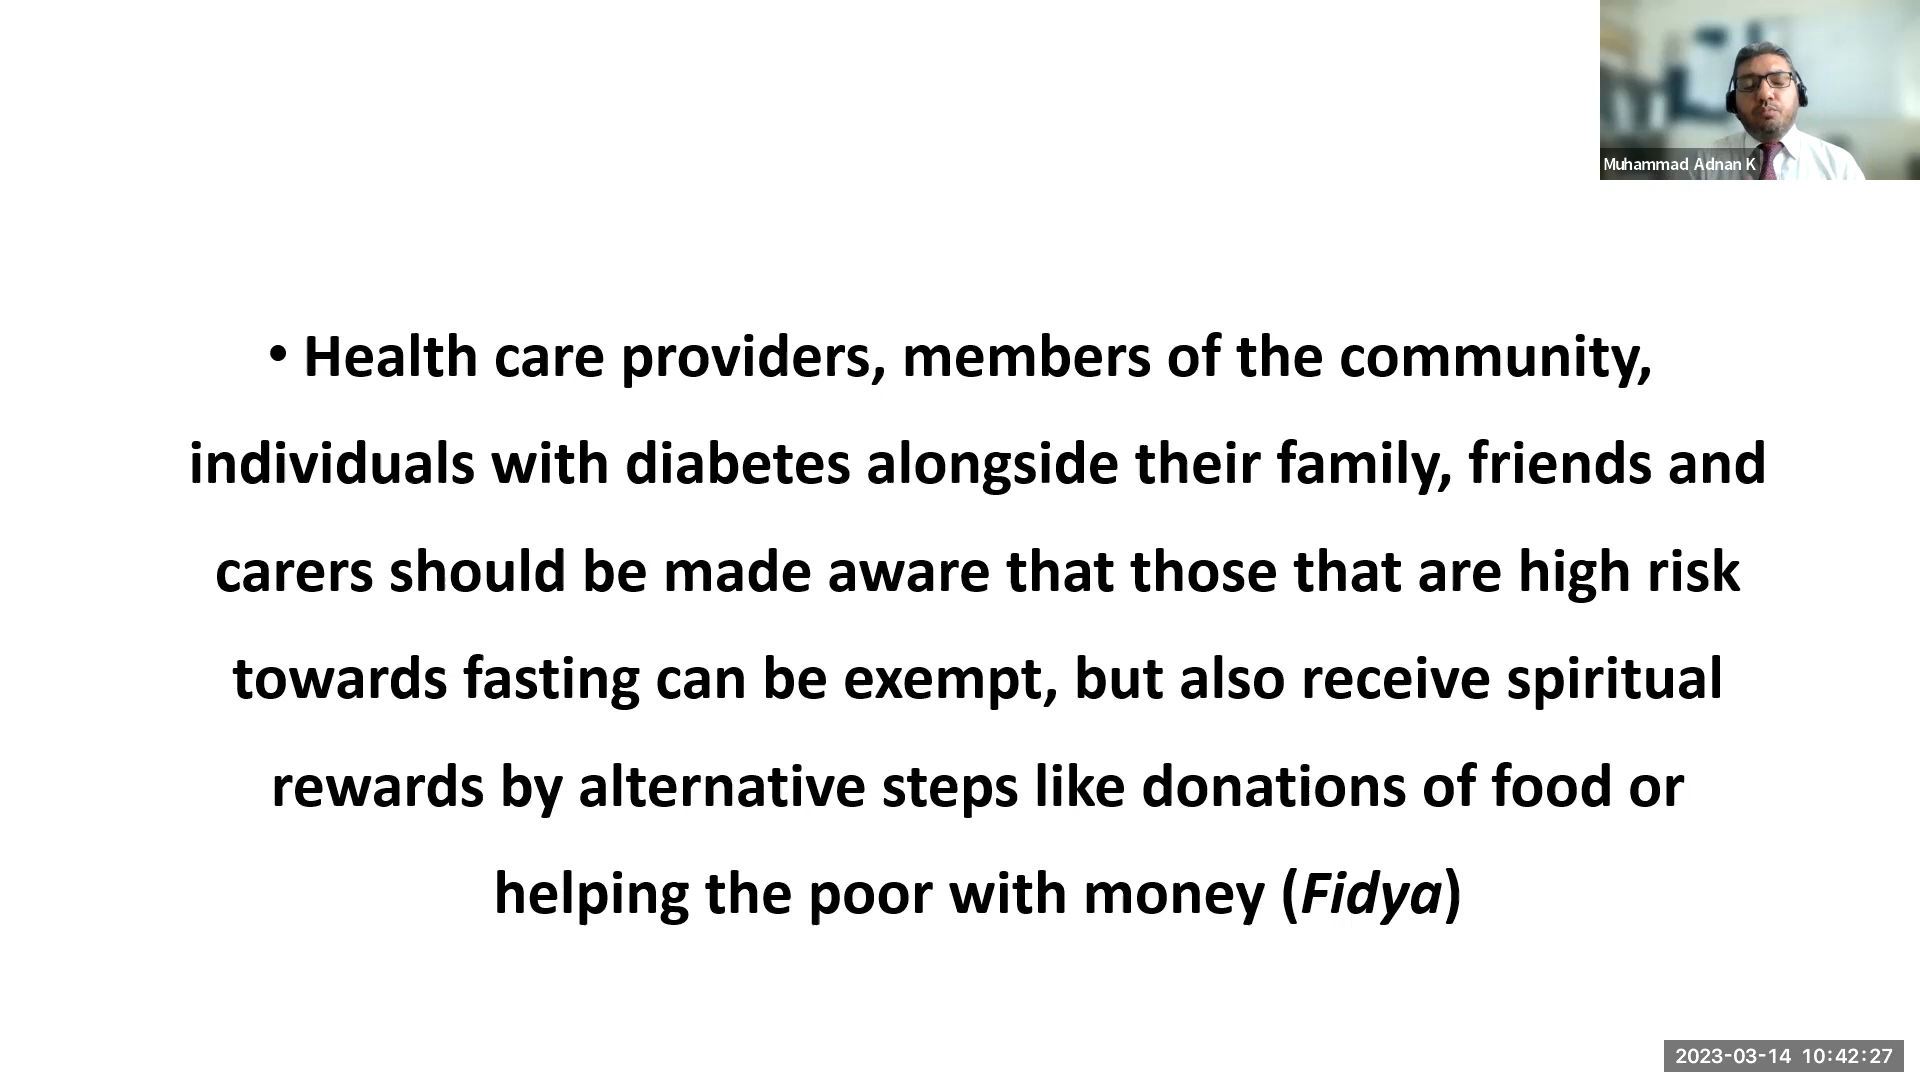 Muhammad Adnan K
• Health care providers, members of the community,
individuals with diabetes alongside their family, friends and
carers should be made aware that those that are high risk
towards fasting can be exempt, but also receive spiritual
rewards by alternative steps like donations of food or
helping the poor with money (Fidya)
2023-03-14 10:42:27